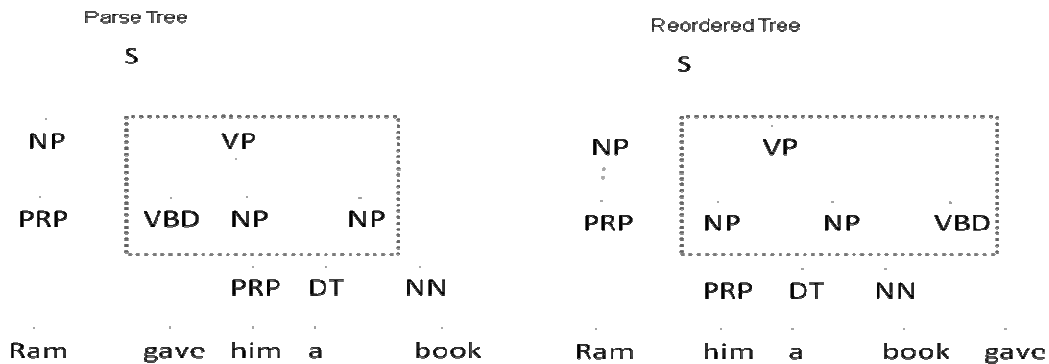 Parse Tree
S
NP VP
PRP VBD NP NP
PRP DT NN
Ram gave him a book
Reordered Tree
S
NP VP
PRP NP NP VBD
PRP DT NN
Ram him a book gave